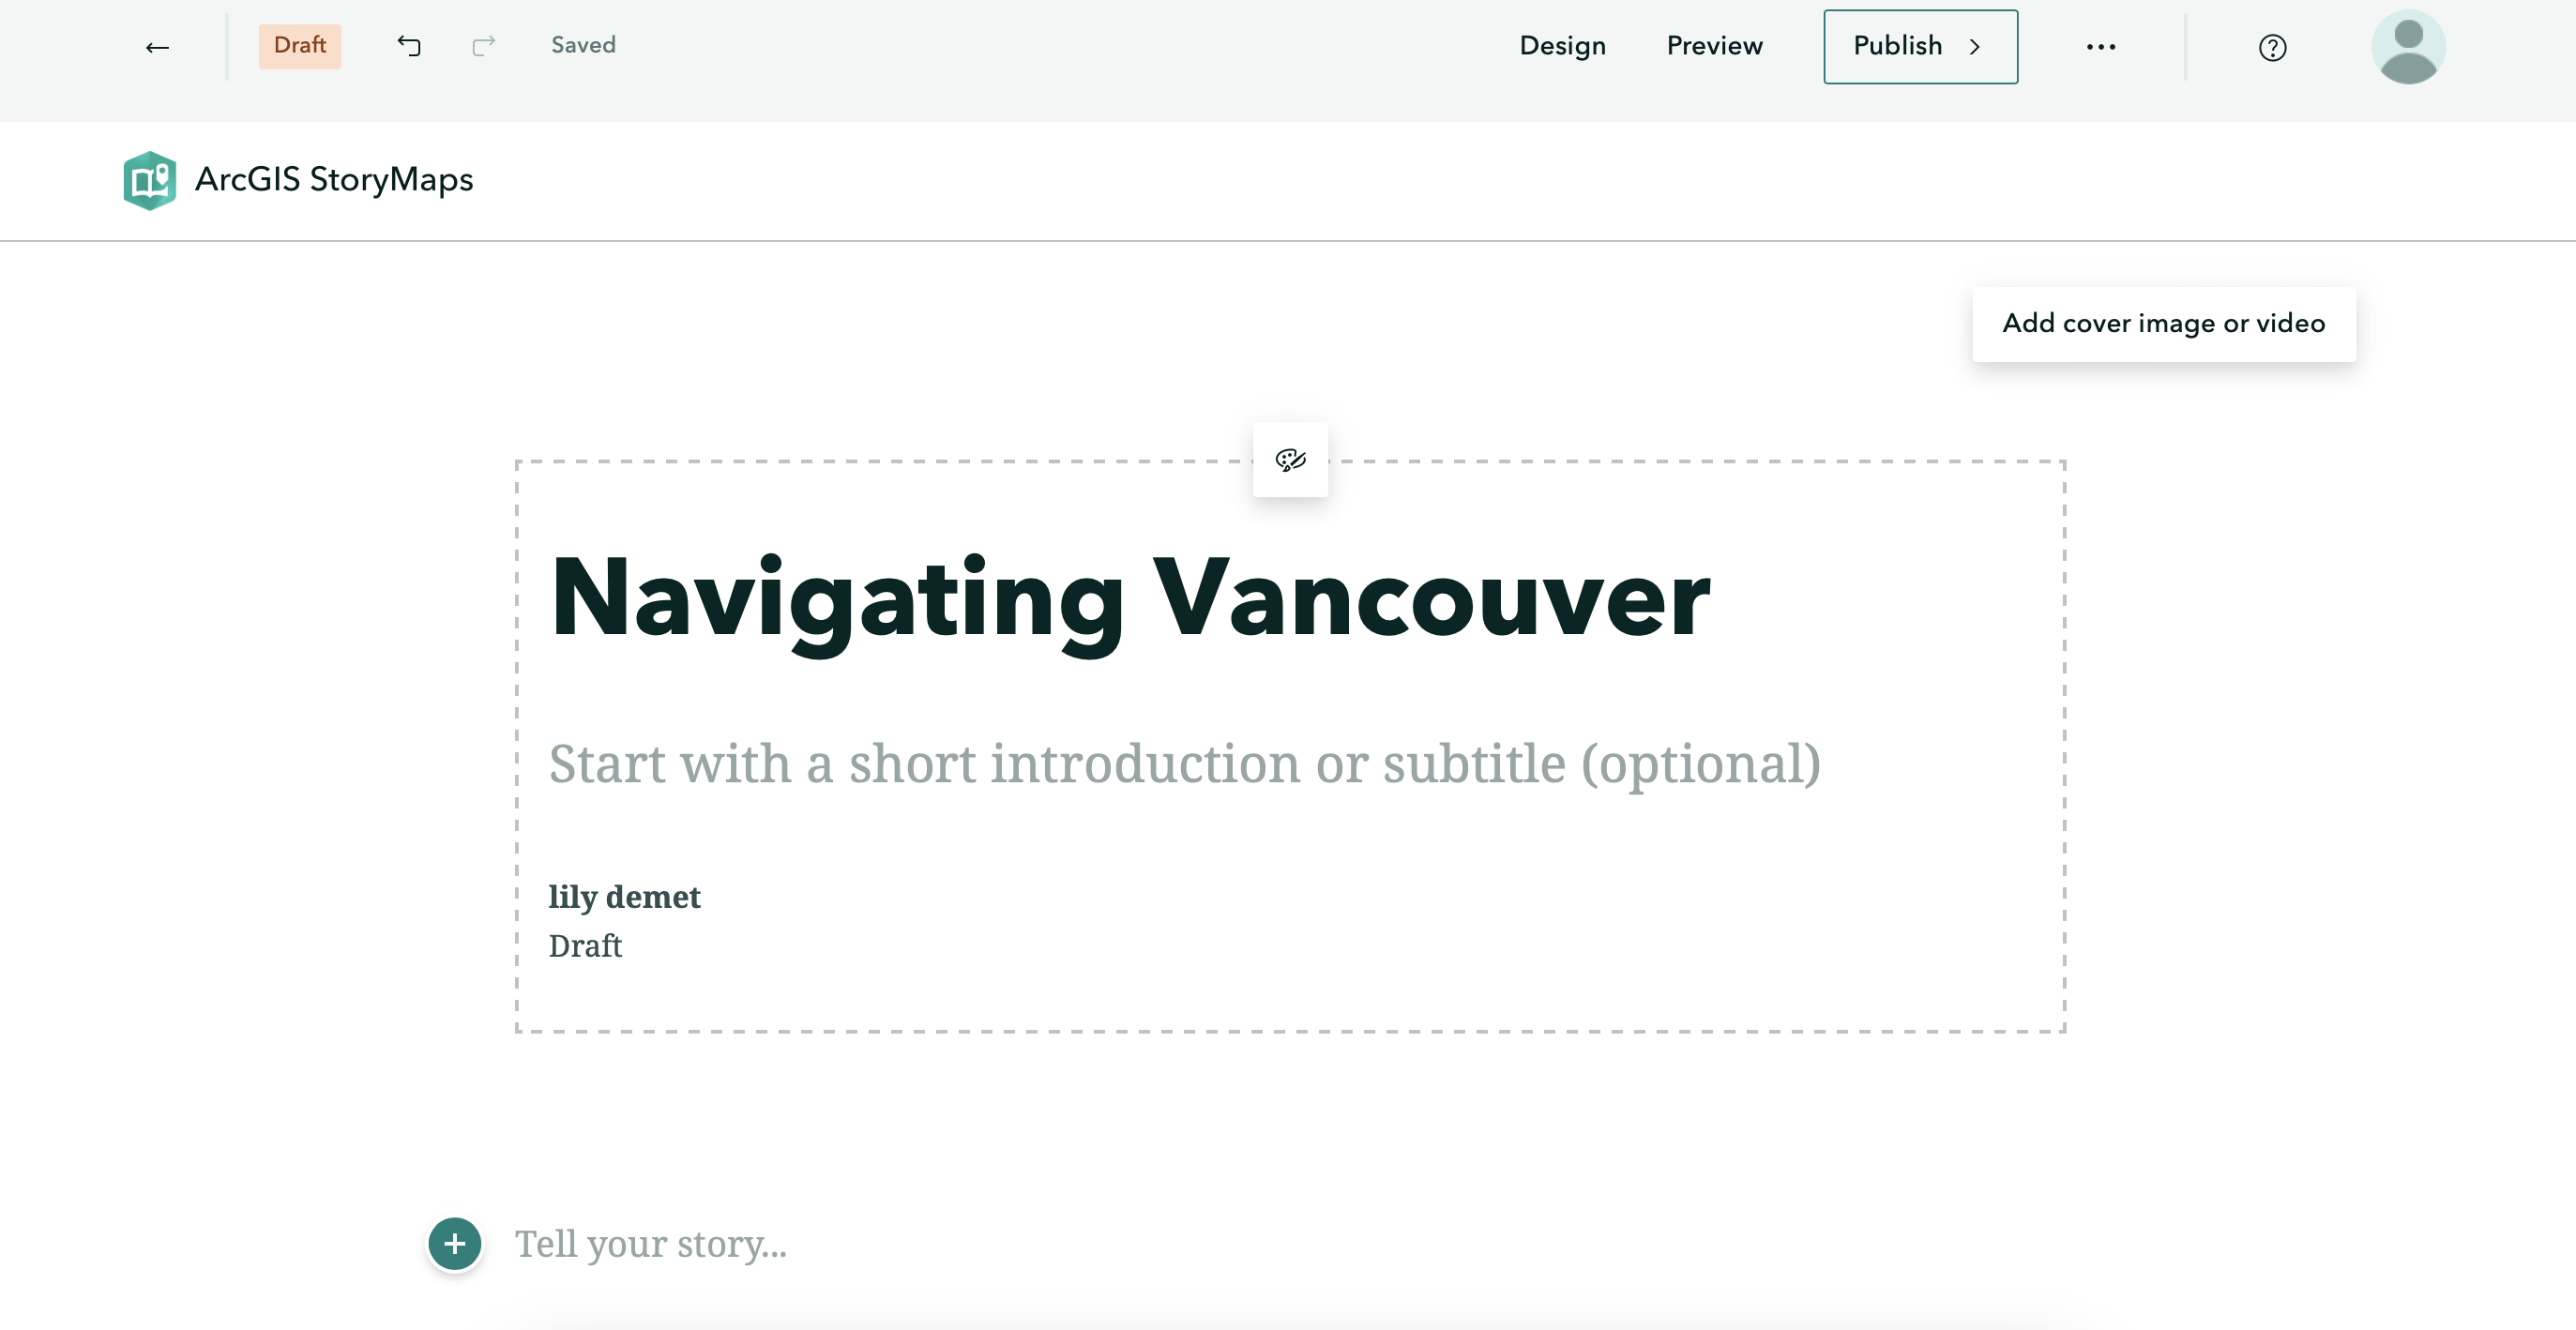 Draft Saved Design Preview Publish
ArcGIS StoryMaps
Add cover image or video
Navigating Vancouver
Start with a short introduction or subtitle (optional)
lily demet
Draft
Tell your story...